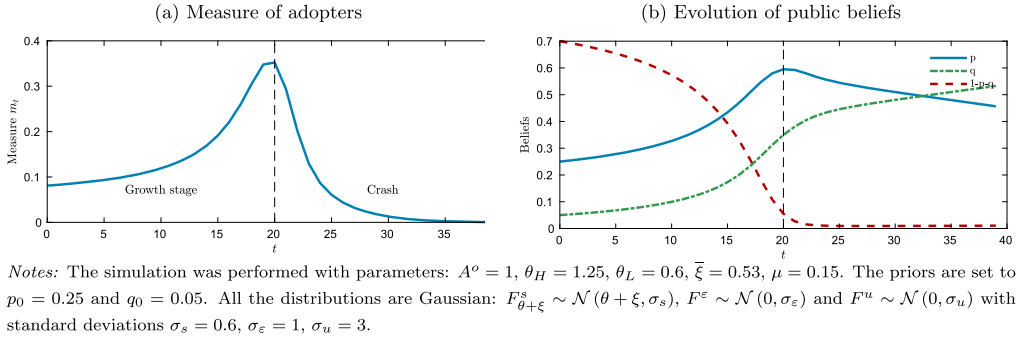 (a) Measure of adopters
(b) Evolution of public beliefs
0.4
0.3
0.2
0.1
0
Measure m_t
Growth stage
Crash
0 5 10 15 20 25 30 35
t
0.7
0.6
0.5
0.4
0.3
0.2
0.1
0
Beliefs
p
q
1-p-q
0 5 10 15 20 25 30 35 40
t
Notes: The simulation was performed with parameters: A^o = 1, θ_H = 1.25, θ_L = 0.6, \overline{ξ} = 0.53, μ = 0.15. The priors are set to
p_0 = 0.25 and q_0 = 0.05. All the distributions are Gaussian: F^s_{θ+ξ} ∼ 𝒩(θ + ξ, σ_s), F^ε ∼ 𝒩(0, σ_ε) and F^u ∼ 𝒩(0, σ_u) with
standard deviations σ_s = 0.6, σ_ε = 1, σ_u = 3.